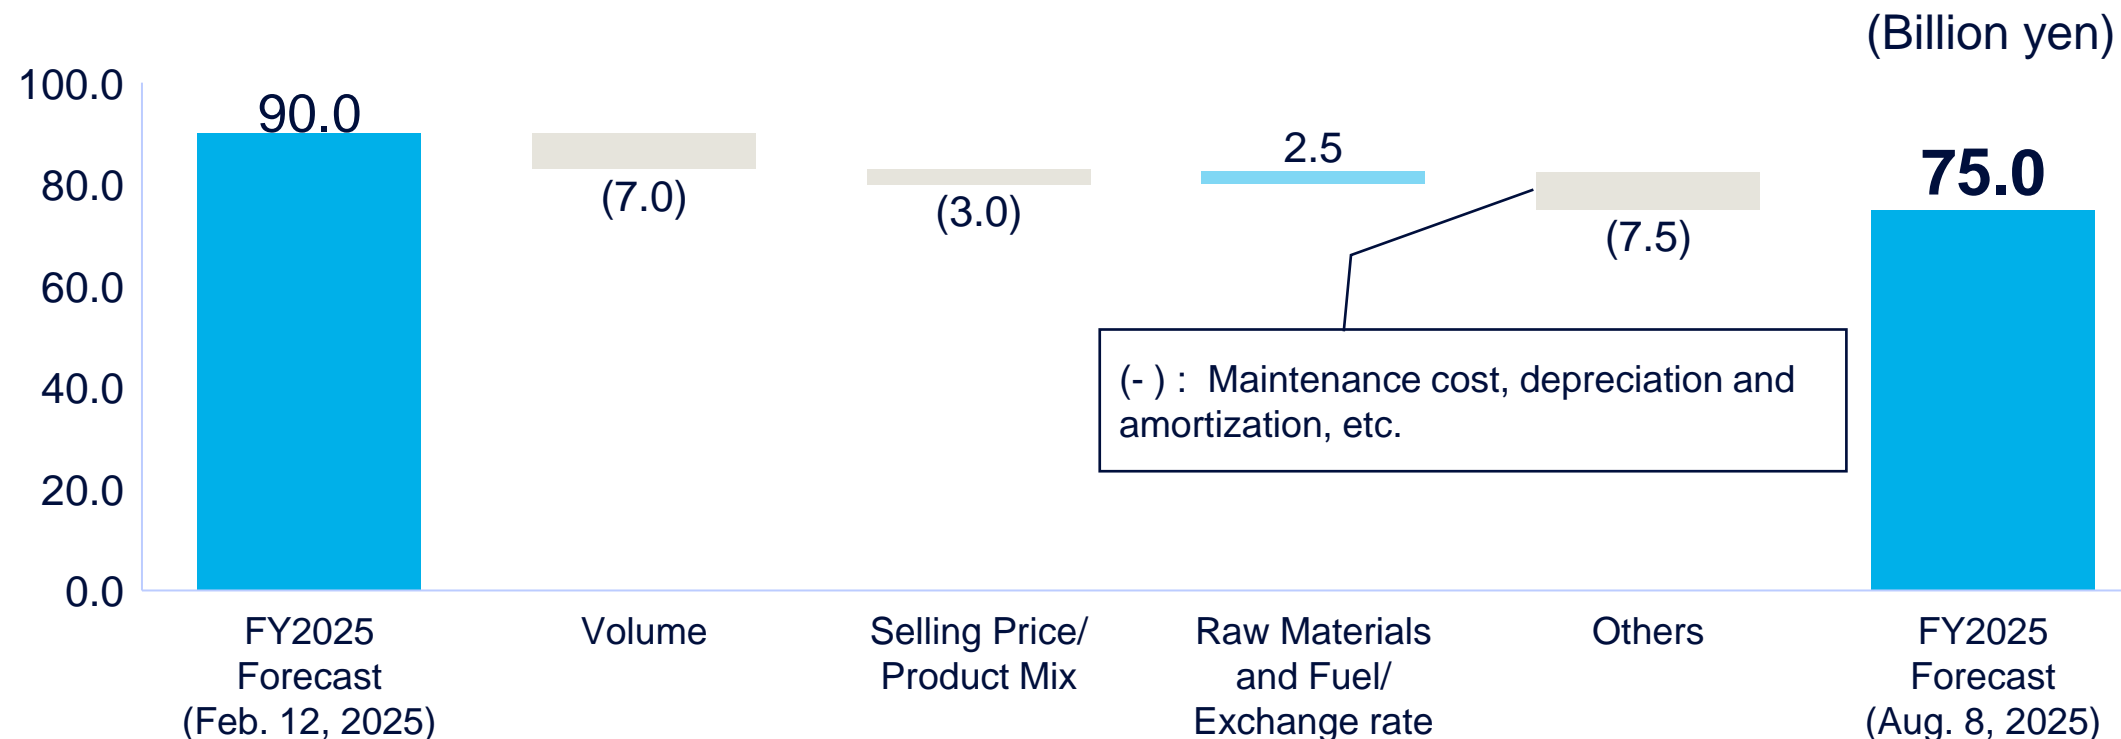 (Billion yen)
100.0
80.0
60.0
40.0
20.0
0.0
90.0
(7.0)
(3.0)
2.5
(7.5)
75.0
(- ) : Maintenance cost, depreciation and
amortization, etc.
FY2025
Forecast
(Feb. 12, 2025)
Volume
Selling Price/
Product Mix
Raw Materials
and Fuel/
Exchange rate
Others
FY2025
Forecast
(Aug. 8, 2025)